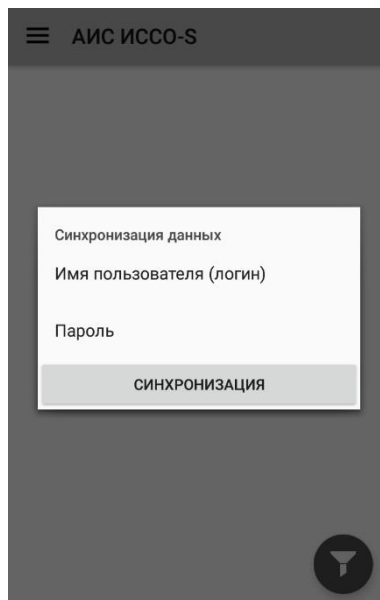 АИС ИССО-S
Синхронизация данных
Имя пользователя (логин)
Пароль
СИНХРОНИЗАЦИЯ